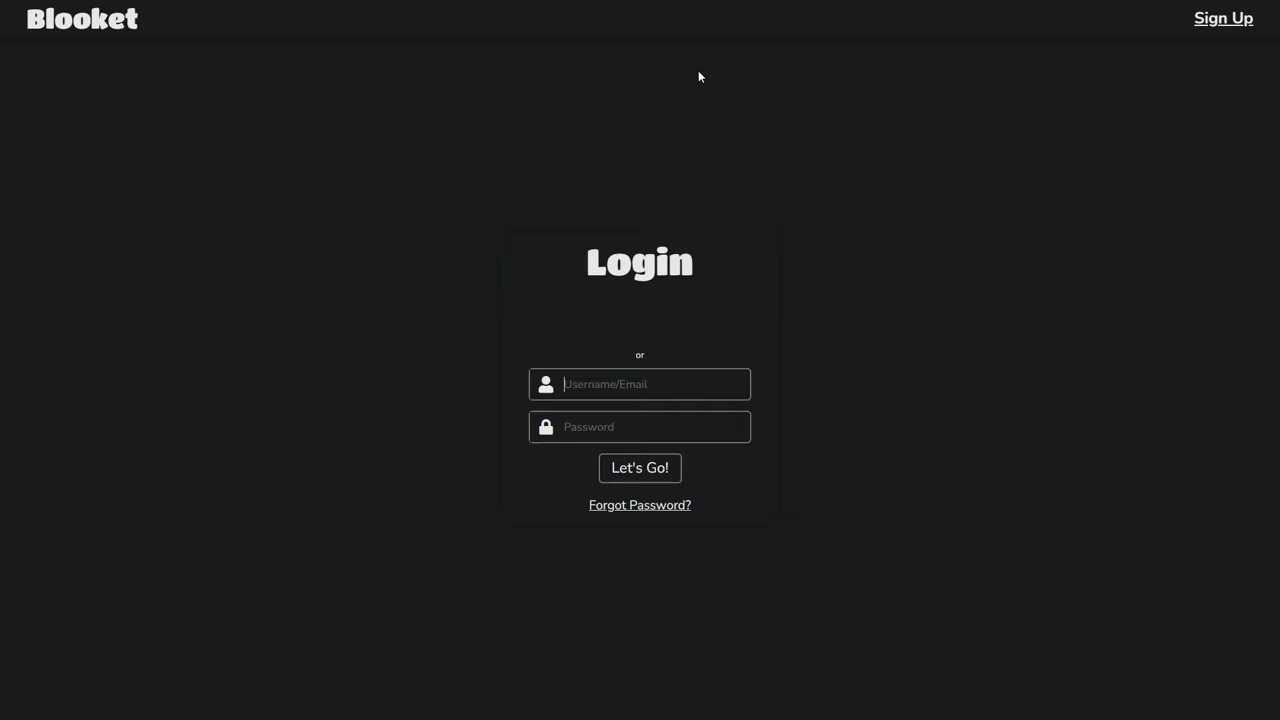 Blooket
Sign Up
Login
or
Username/Email
Password
Let's Go!
Forgot Password?